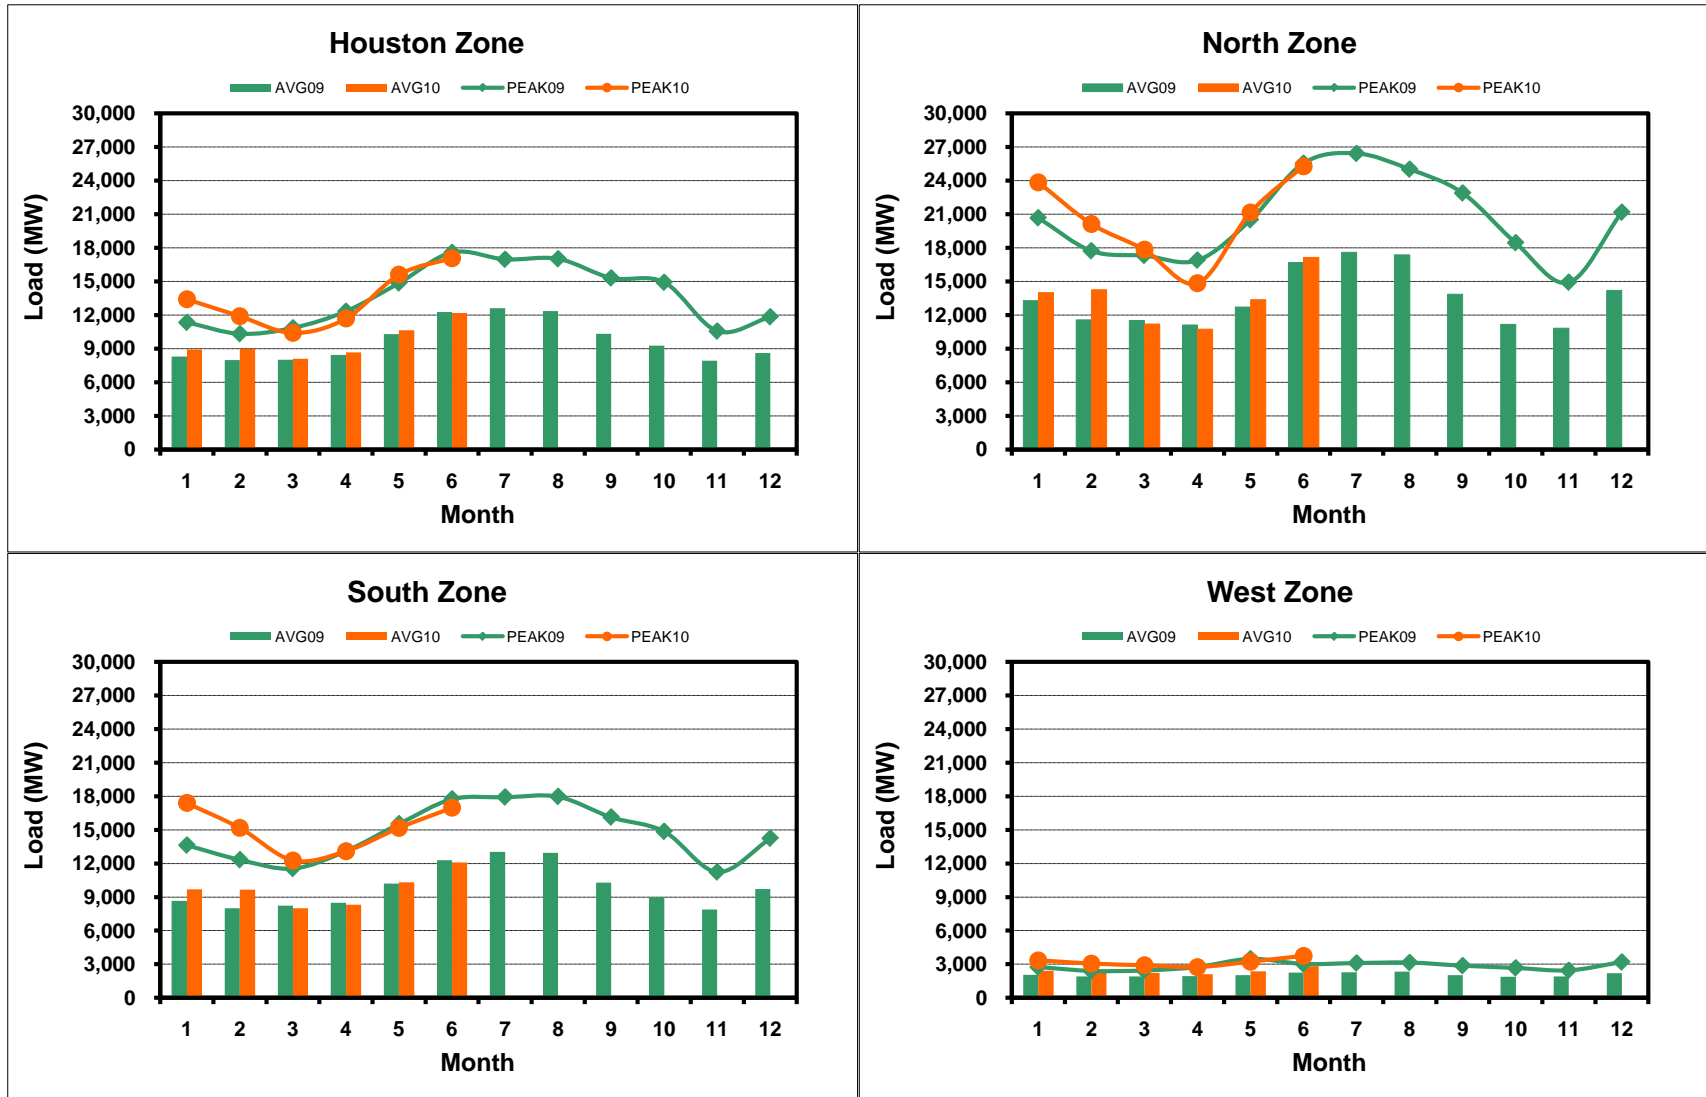 Houston Zone
AVG09 AVG10 PEAK09 PEAK10
30,000
27,000
24,000
21,000
18,000
15,000
12,000
9,000
6,000
3,000
0
Load (MW)
1 2 3 4 5 6 7 8 9 10 11 12
Month
North Zone
AVG09 AVG10 PEAK09 PEAK10
30,000
27,000
24,000
21,000
18,000
15,000
12,000
9,000
6,000
3,000
0
Load (MW)
1 2 3 4 5 6 7 8 9 10 11 12
Month
South Zone
AVG09 AVG10 PEAK09 PEAK10
30,000
27,000
24,000
21,000
18,000
15,000
12,000
9,000
6,000
3,000
0
Load (MW)
1 2 3 4 5 6 7 8 9 10 11 12
Month
West Zone
AVG09 AVG10 PEAK09 PEAK10
30,000
27,000
24,000
21,000
18,000
15,000
12,000
9,000
6,000
3,000
0
Load (MW)
1 2 3 4 5 6 7 8 9 10 11 12
Month